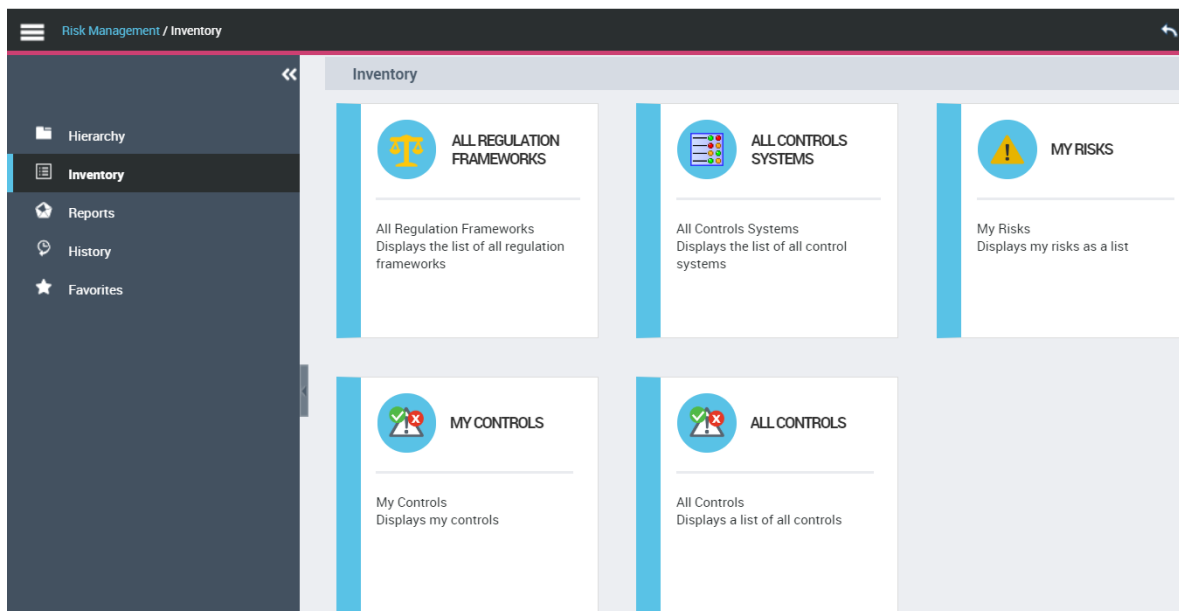 Risk Management / Inventory
Hierarchy
Inventory
Reports
History
Favorites
Inventory
ALL REGULATION
FRAMEWORKS
All Regulation Frameworks
Displays the list of all regulation
frameworks
ALL CONTROLS
SYSTEMS
All Controls Systems
Displays the list of all control
systems
MY RISKS
My Risks
Displays my risks as a list
MY CONTROLS
My Controls
Displays my controls
ALL CONTROLS
All Controls
Displays a list of all controls